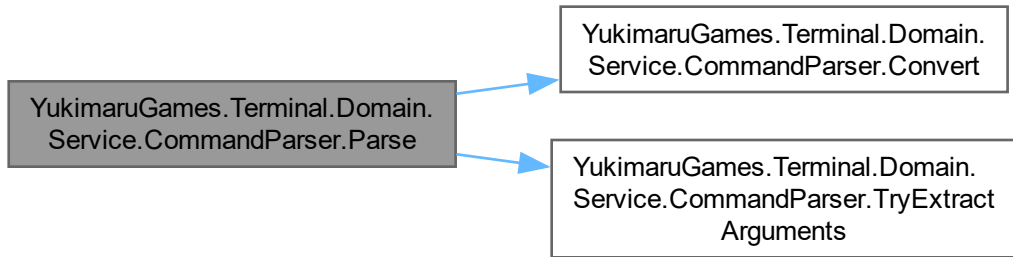 YukimaruGames.Terminal.Domain.
Service.CommandParser.Parse
YukimaruGames.Terminal.Domain.
Service.CommandParser.Convert
YukimaruGames.Terminal.Domain.
Service.CommandParser.TryExtract
Arguments